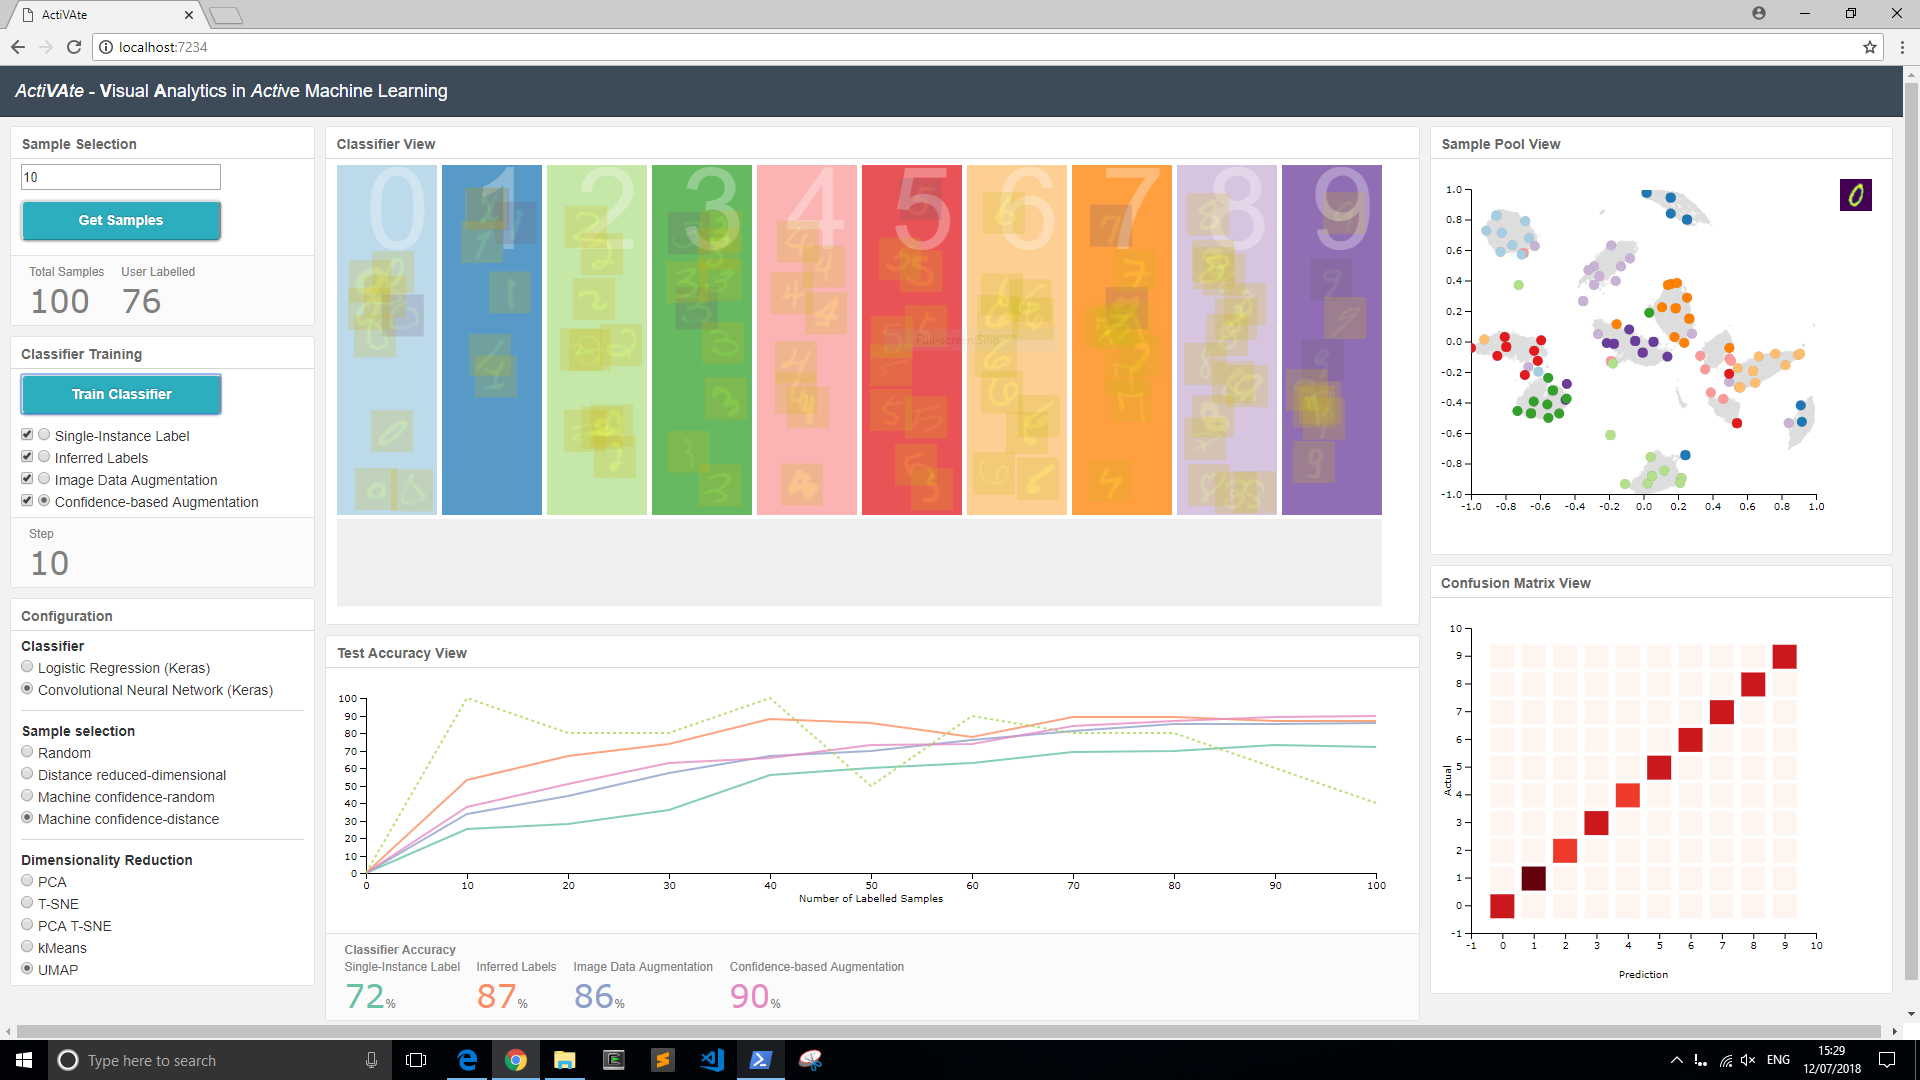 ActiVAte
localhost:7234
ActiVAte - Visual Analytics in Active Machine Learning
Sample Selection
10
Get Samples
Total Samples User Labelled
100 76
Classifier Training
Train Classifier
Single-Instance Label
Inferred Labels
Image Data Augmentation
Confidence-based Augmentation
Step
10
Configuration
Classifier
Logistic Regression (Keras)
Convolutional Neural Network (Keras)
Sample selection
Random
Distance reduced-dimensional
Machine confidence-random
Machine confidence-distance
Dimensionality Reduction
PCA
T-SNE
PCA T-SNE
kMeans
UMAP
Classifier View
0 1 2 3 4 5 6 7 8 9
Full-screen Snip
Test Accuracy View
100
90
80
70
60
50
40
30
20
10
0
0 10 20 30 40 50 60 70 80 90 100
Number of Labelled Samples
Classifier Accuracy
Single-Instance Label Inferred Labels Image Data Augmentation Confidence-based Augmentation
72% 87% 86% 90%
Sample Pool View
0
1.0
0.8
0.6
0.4
0.2
0.0
-0.2
-0.4
-0.6
-0.8
-1.0
-1.0 -0.8 -0.6 -0.4 -0.2 0.0 0.2 0.4 0.6 0.8 1.0
Confusion Matrix View
10
9
8
7
6
5
4
3
2
1
0
-1
Actual
-1 0 1 2 3 4 5 6 7 8 9 10
Prediction
Type here to search
ENG
15:29
12/07/2018